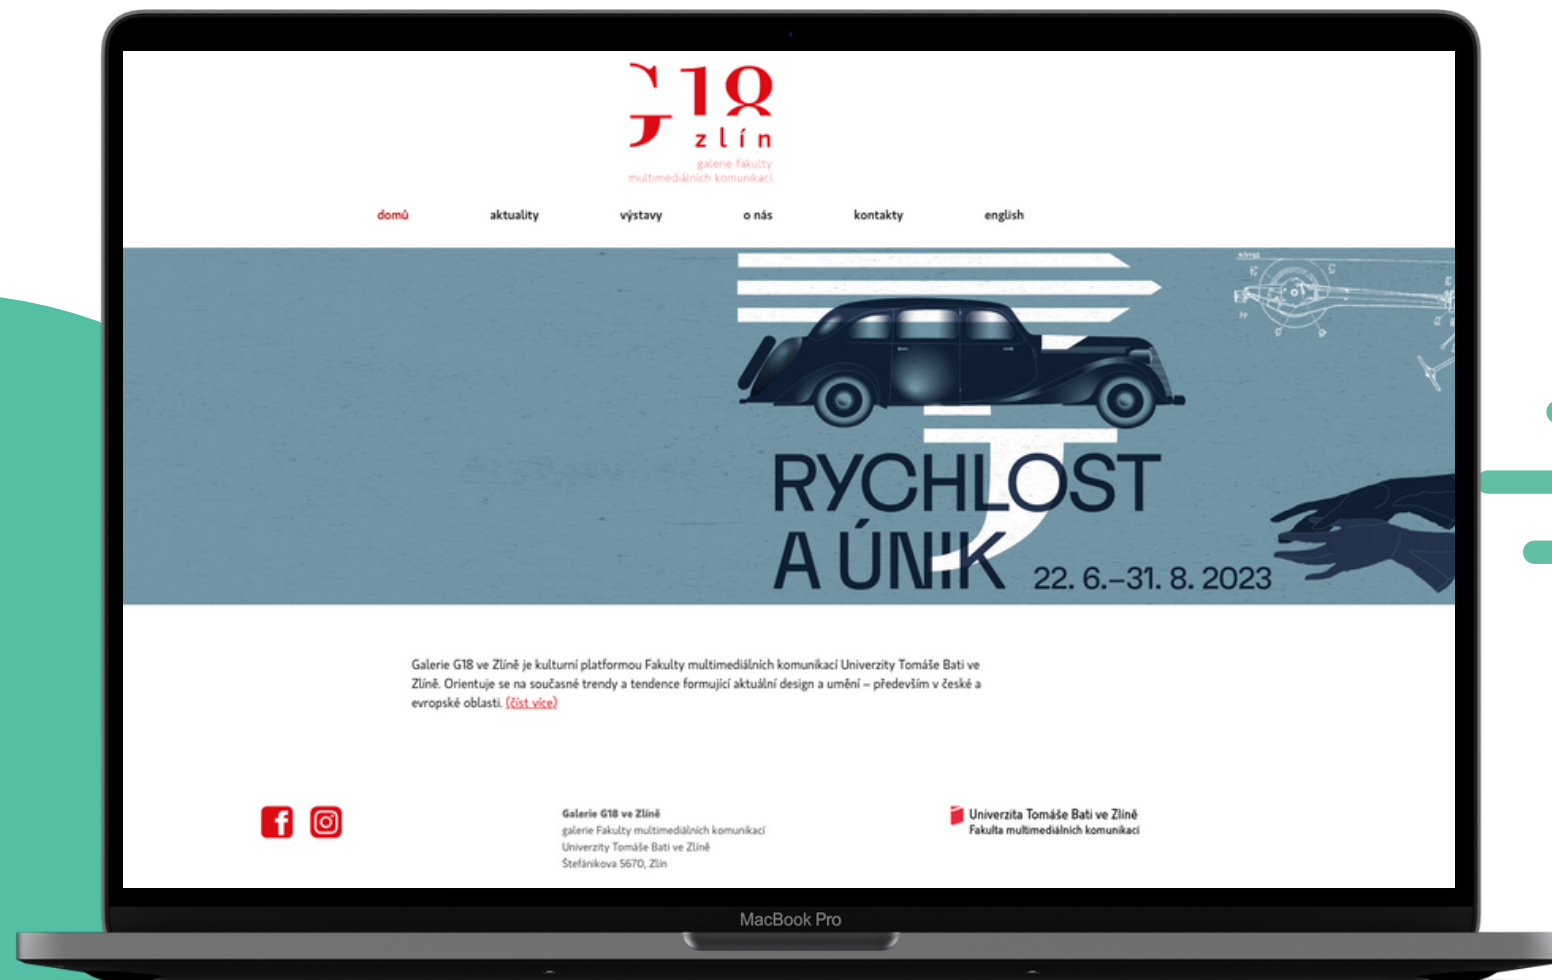 G18
zlín
galerie fakulty
multimediálních komunikací
domů aktuality výstavy o nás kontakty english
RYCHLOST
A ÚNIK 22. 6.–31. 8. 2023
Galerie G18 ve Zlíně je kulturní platformou Fakulty multimediálních komunikací Univerzity Tomáše Bati ve
Zlíně. Orientuje se na současné trendy a tendence formující aktuální design a umění – především v české a
evropské oblasti. (číst více)
Galerie G18 ve Zlíně
galerie Fakulty multimediálních komunikací
Univerzity Tomáše Bati ve Zlíně
Štefánikova 5670, Zlín
Univerzita Tomáše Bati ve Zlíně
Fakulta multimediálních komunikací
MacBook Pro